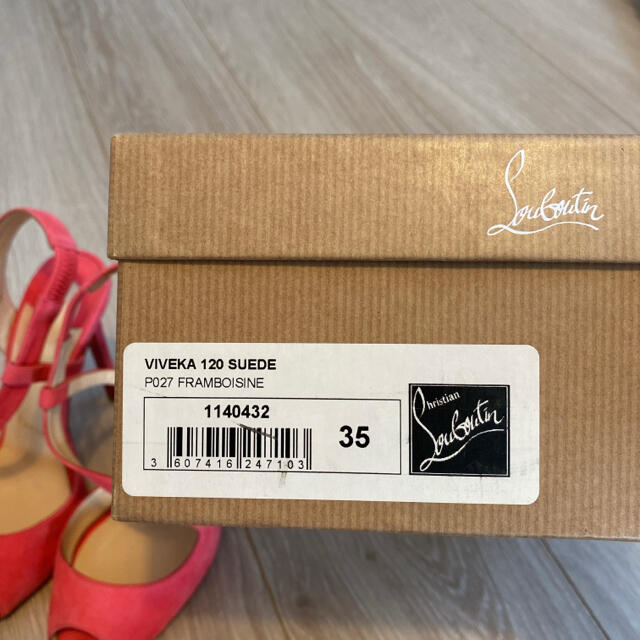 Louboutin
VIVEKA 120 SUEDE
P027 FRAMBOISINE
1140432
35
3 607416 247103
Christian
Louboutin